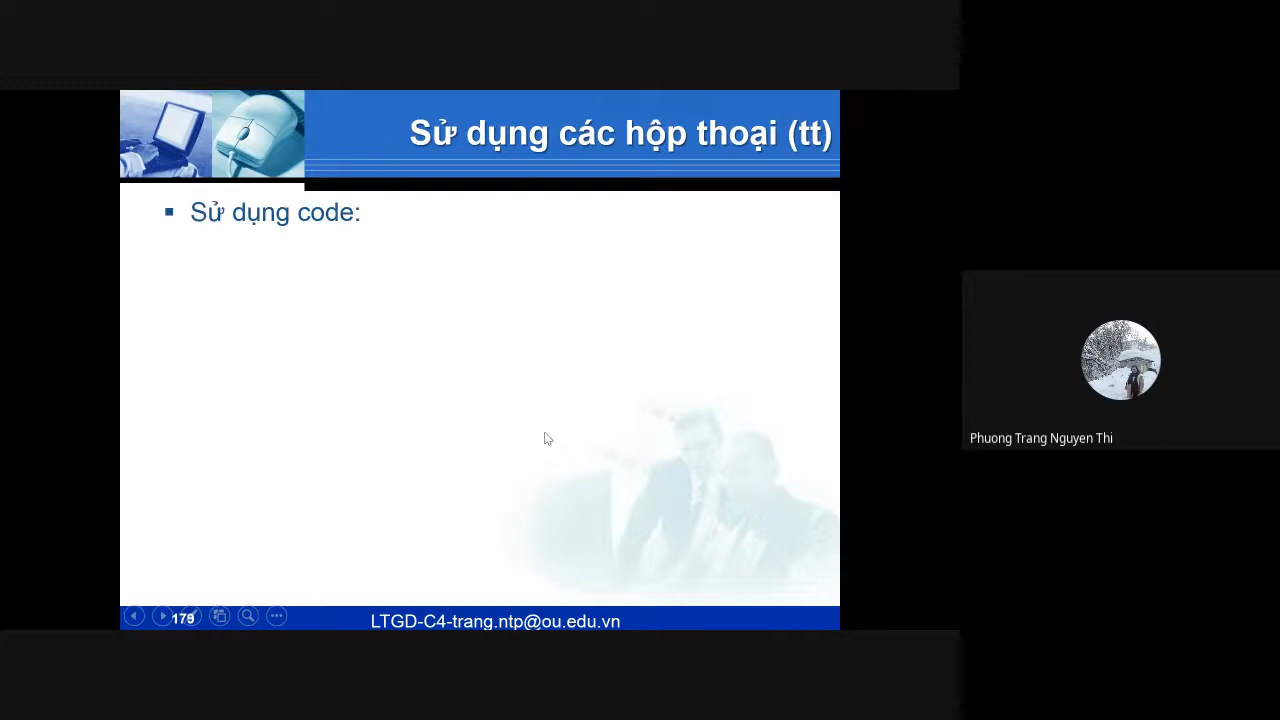 Sử dụng các hộp thoại (tt)
Sử dụng code:
Phuong Trang Nguyen Thi
179
LTGD-C4-trang.ntp@ou.edu.vn